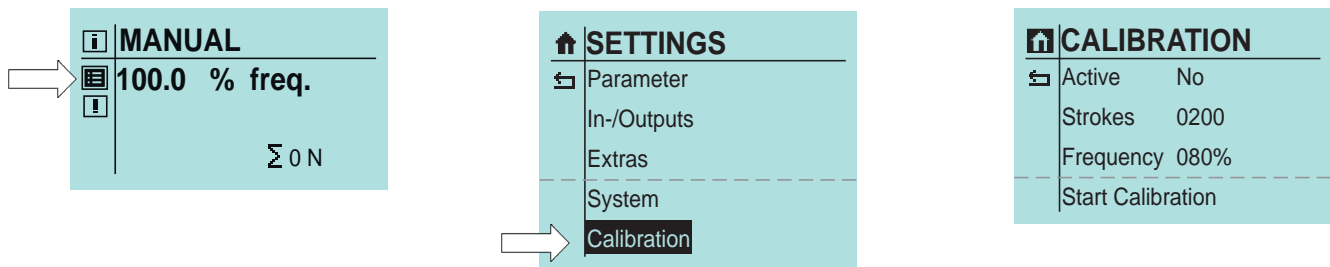 MANUAL
100.0 % freq.
Σ 0 N
SETTINGS
Parameter
In-/Outputs
Extras
System
Calibration
CALIBRATION
Active No
Strokes 0200
Frequency 080%
Start Calibration